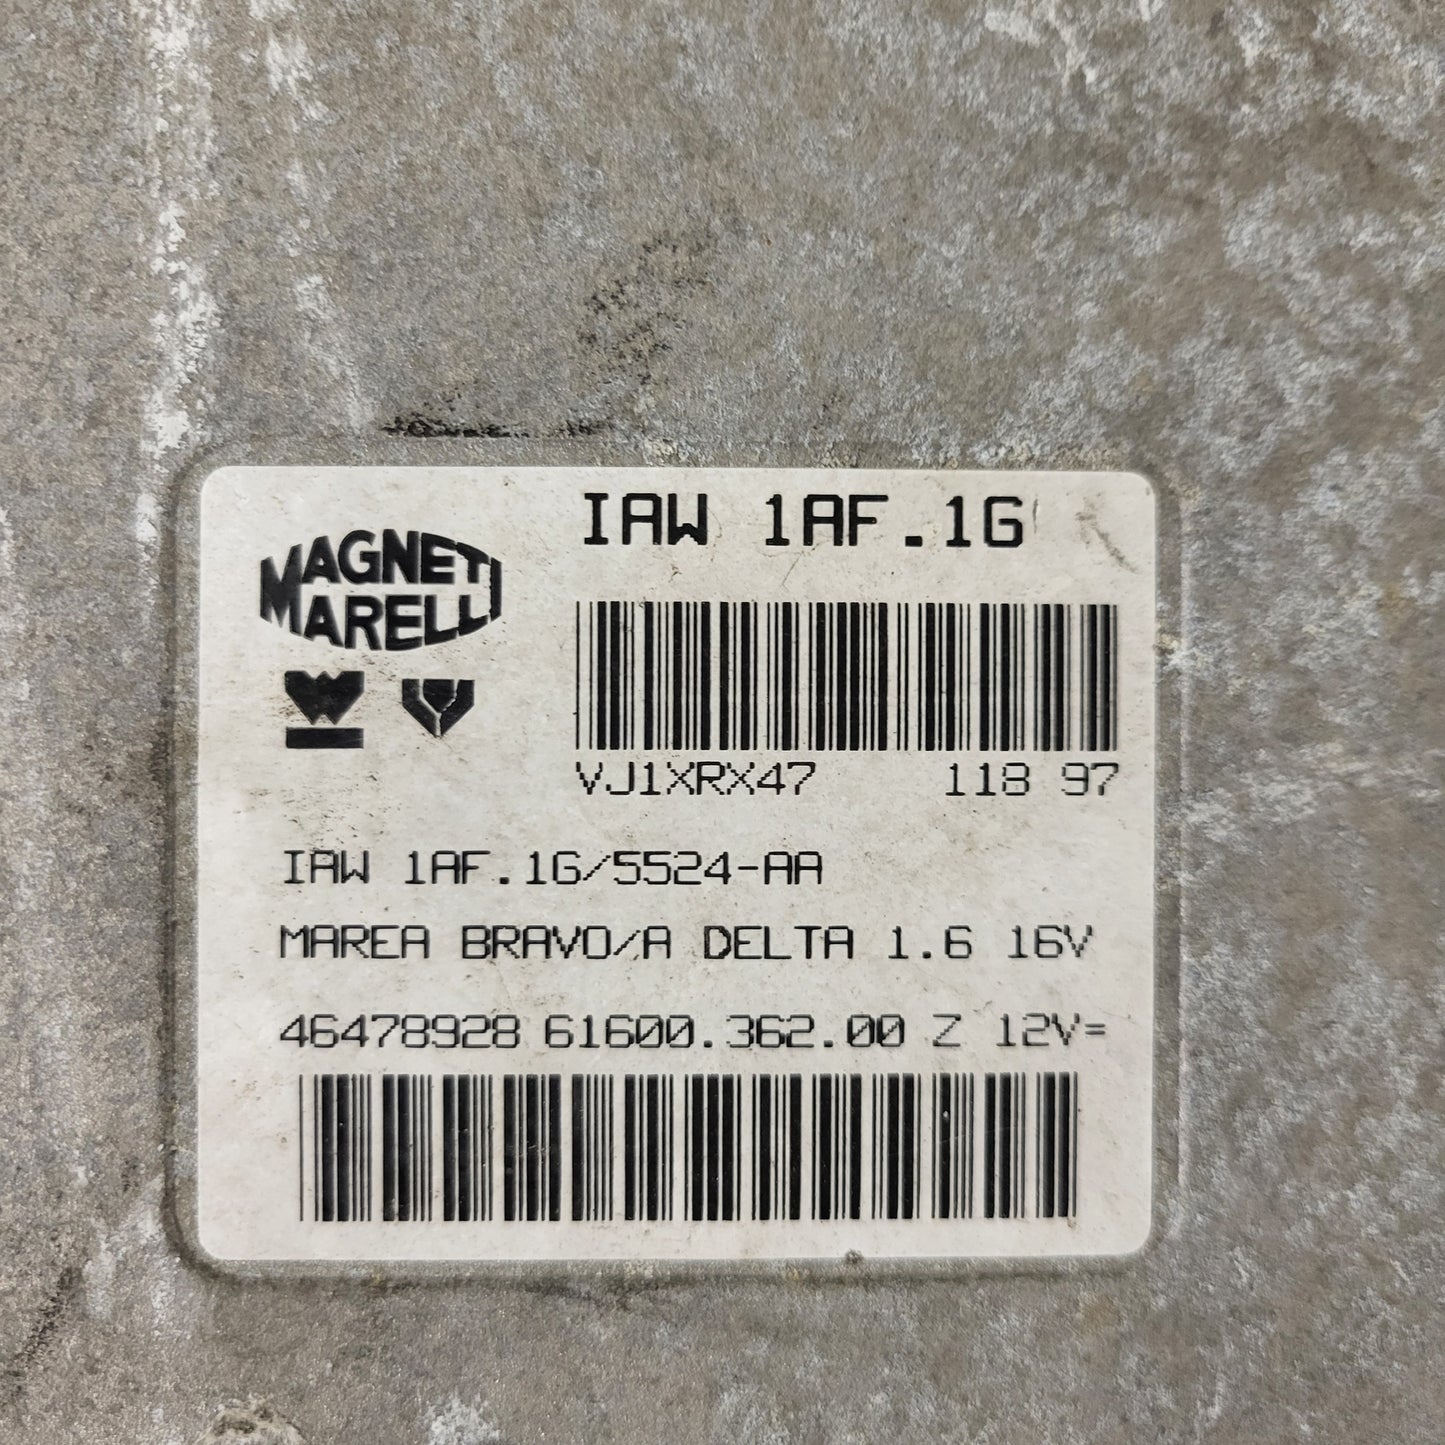 IAW 1AF.1G
MAGNETI
MARELLI
VJ1XRX47 118 97
IAW 1AF.1G/5524-AA
MAREA BRAVO/A DELTA 1.6 16V
46478928 61600.362.00 Z 12V=